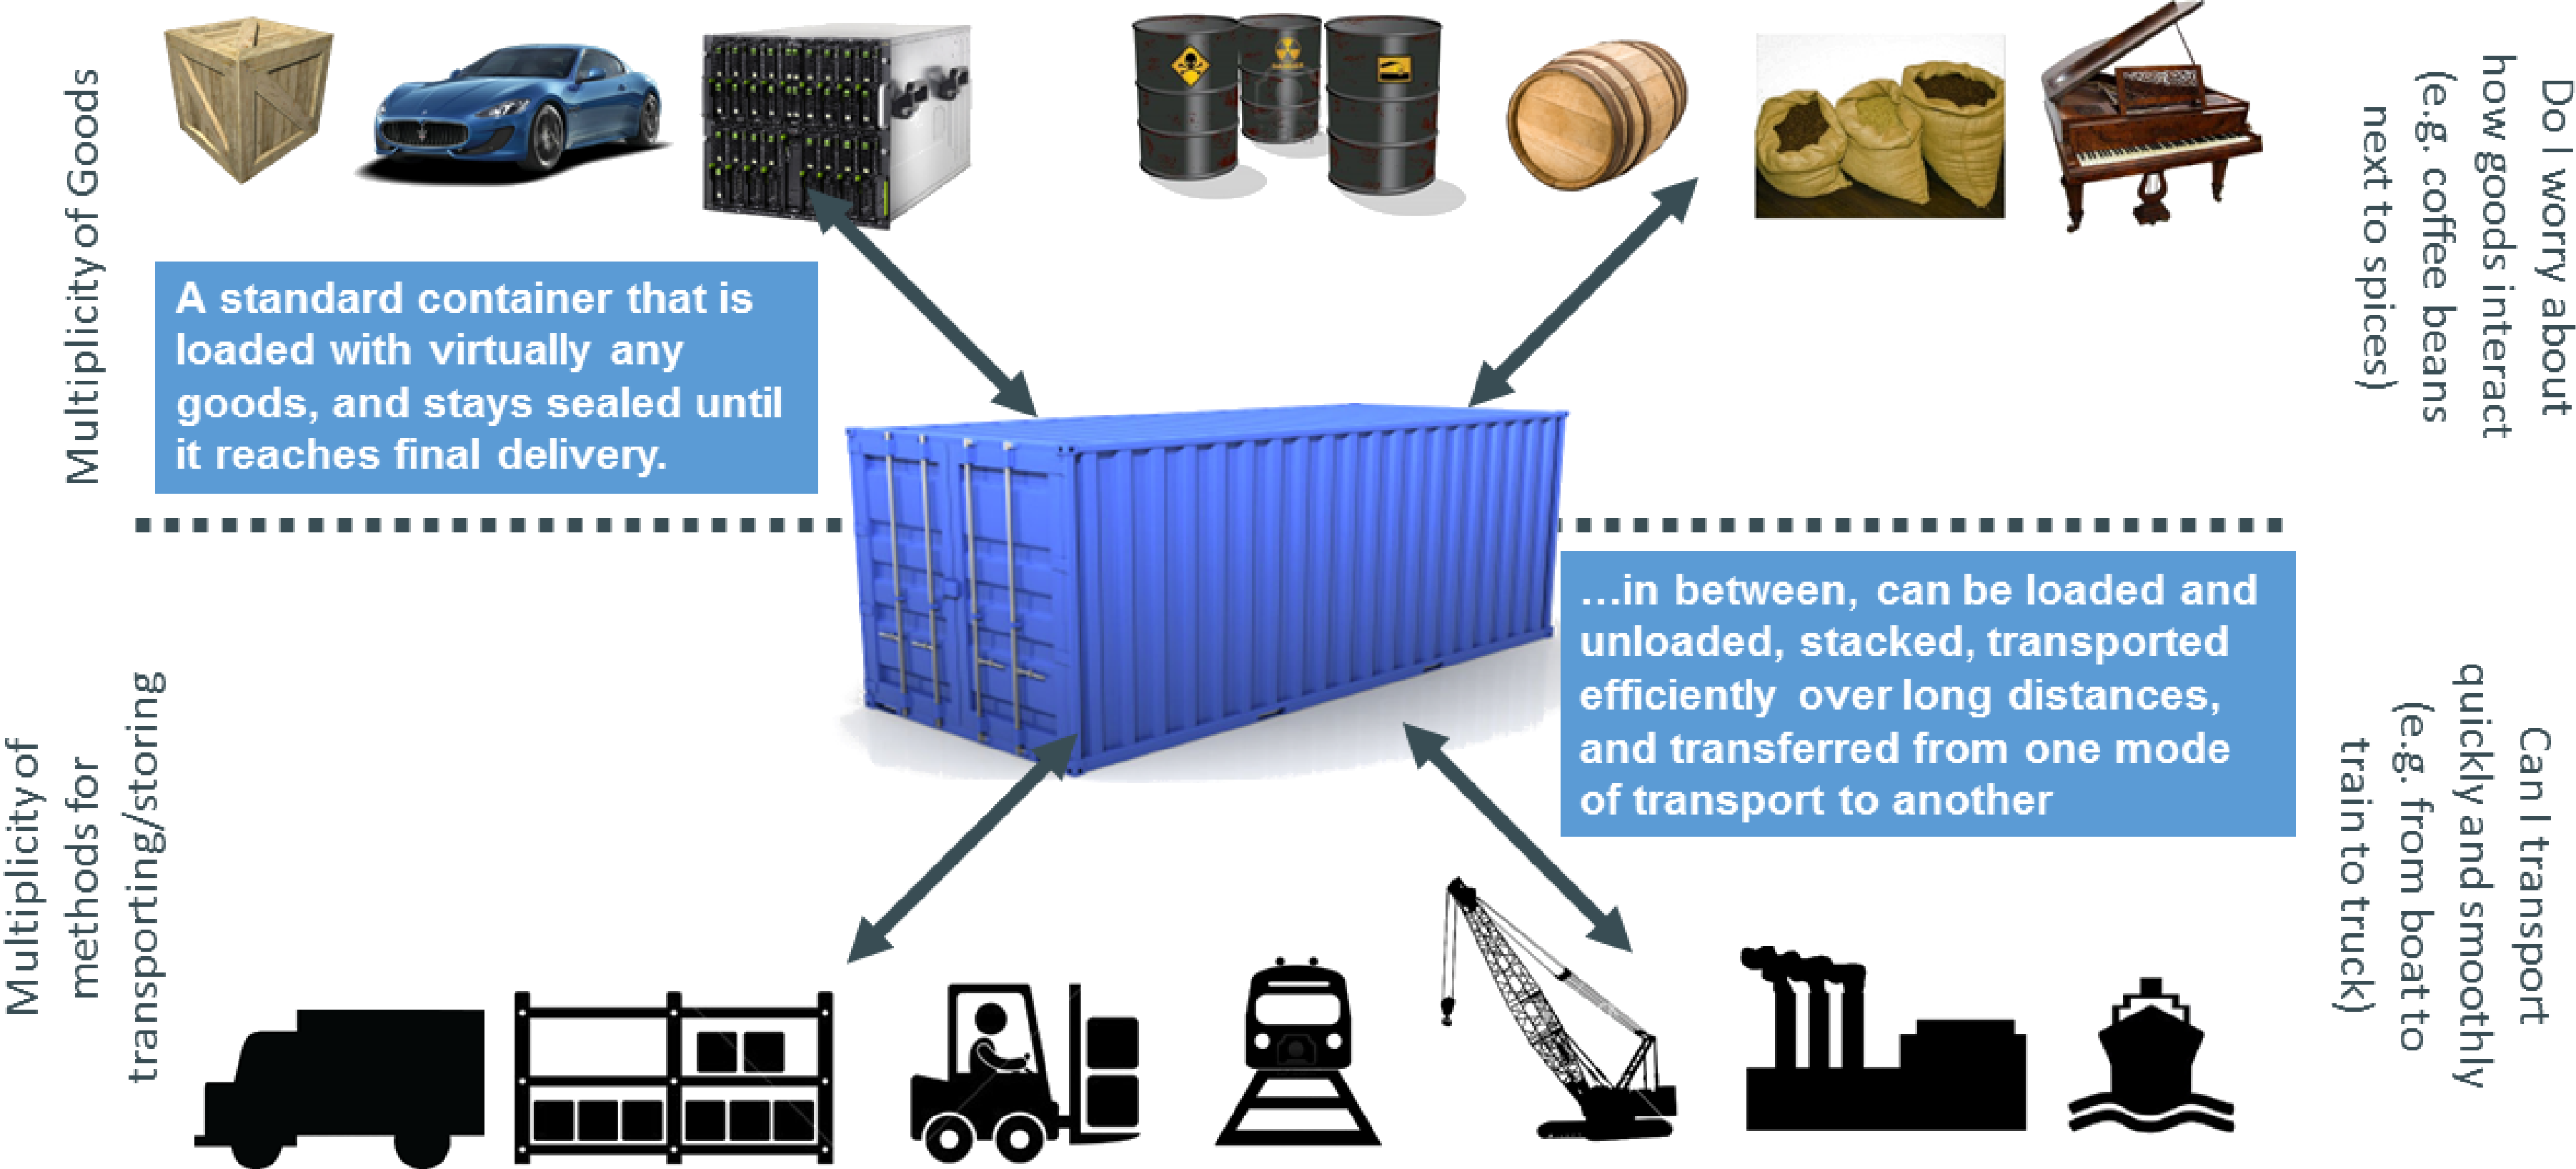 Multiplicity of Goods
A standard container that is
loaded with virtually any
goods, and stays sealed until
it reaches final delivery.
Do I worry about
how goods interact
(e.g. coffee beans
next to spices)
Multiplicity of
methods for
transporting/storing
…in between, can be loaded and
unloaded, stacked, transported
efficiently over long distances,
and transferred from one mode
of transport to another
Can I transport
quickly and smoothly
(e.g. from boat to
train to truck)